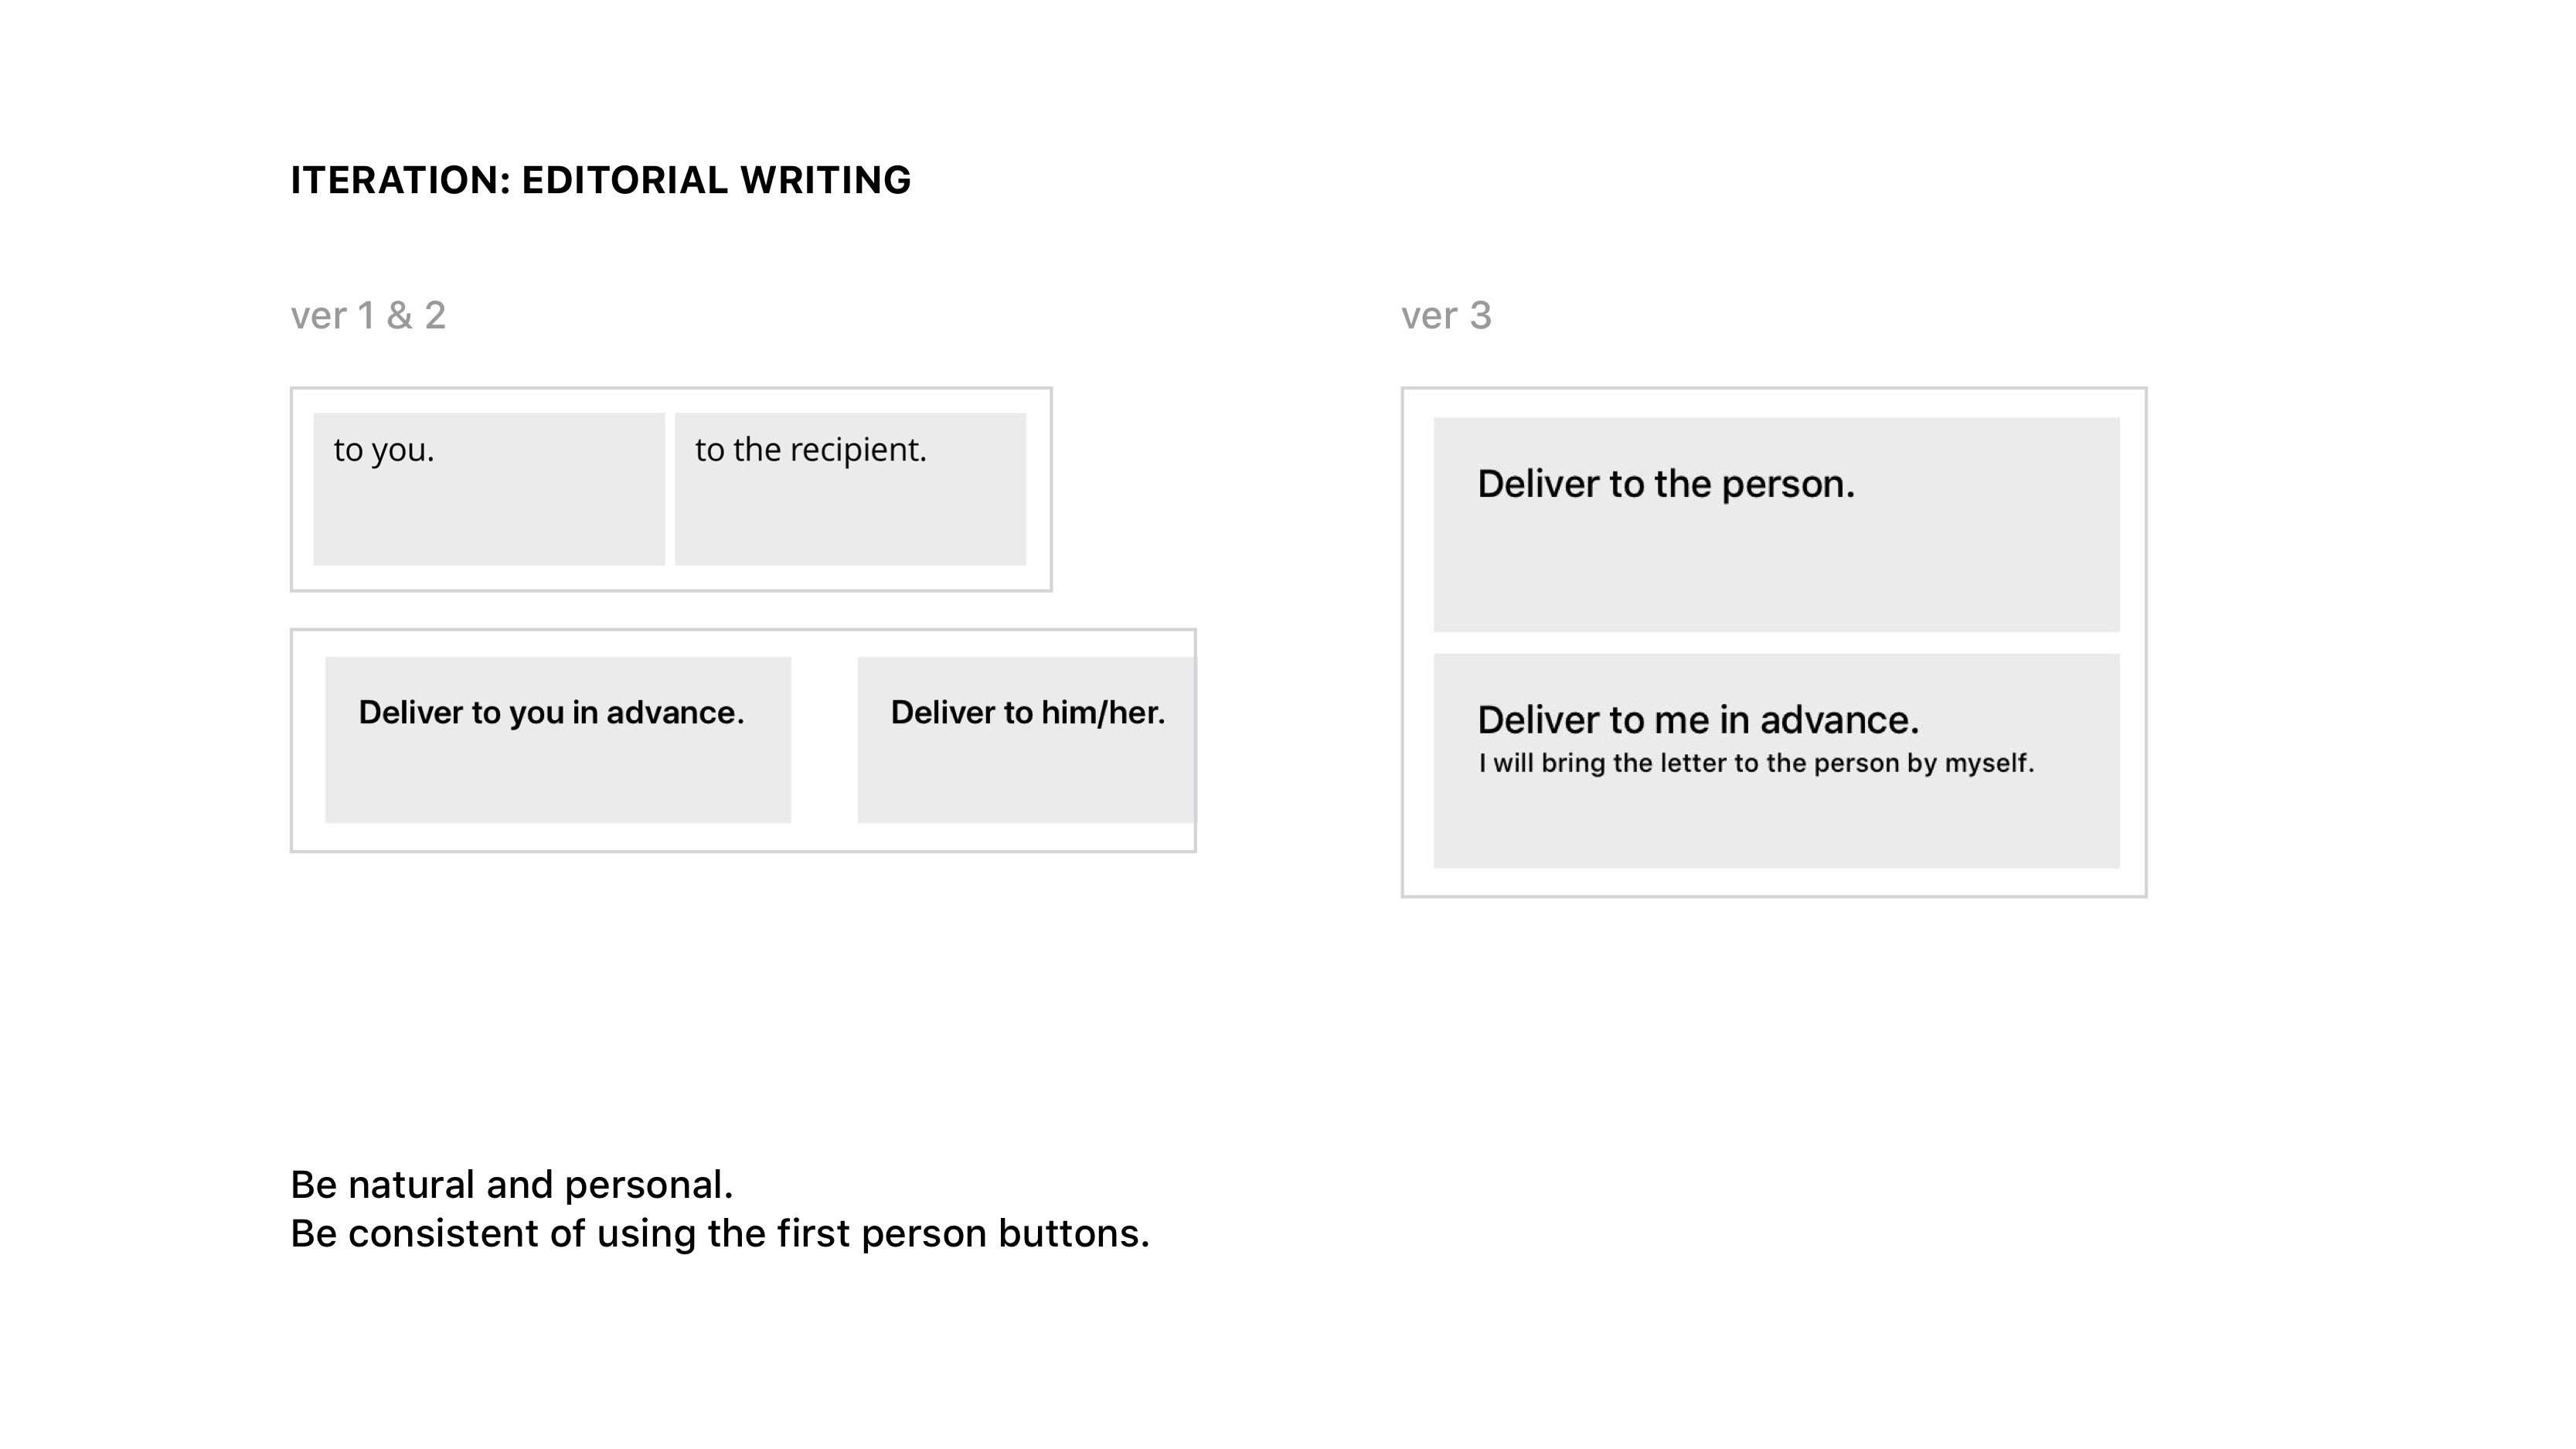 ITERATION: EDITORIAL WRITING
ver 1 & 2
to you.
to the recipient.
Deliver to you in advance.
Deliver to him/her.
ver 3
Deliver to the person.
Deliver to me in advance.
I will bring the letter to the person by myself.
Be natural and personal.
Be consistent of using the first person buttons.